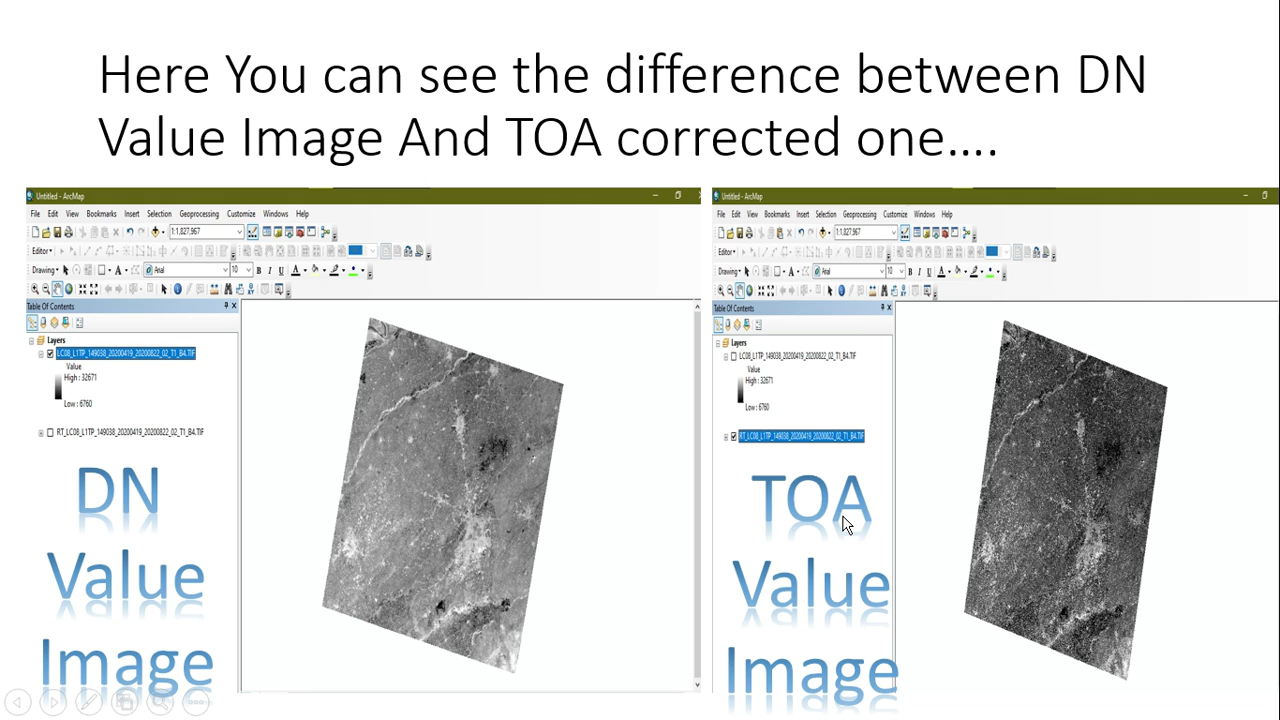 Here You can see the difference between DN
Value Image And TOA corrected one....
Untitled - ArcMap
File Edit View Bookmarks Insert Selection Geoprocessing Customize Windows Help
1:1,827,967
Editor
Drawing A Arial 10 B I U A
Table Of Contents
Layers
LC08_L1TP_149038_20200419_20200822_02_T1_B4.TIF
Value
High : 32671
Low : 6760
RT_LC08_L1TP_149038_20200419_20200822_02_T1_B4.TIF
DN
Value
Image
Untitled - ArcMap
File Edit View Bookmarks Insert Selection Geoprocessing Customize Windows Help
1:1,827,967
Editor
Drawing A Arial 10 B I U A
Table Of Contents
Layers
LC08_L1TP_149038_20200419_20200822_02_T1_B4.TIF
Value
High : 32671
Low : 6760
RT_LC08_L1TP_149038_20200419_20200822_02_T1_B4.TIF
TOA
Value
Image